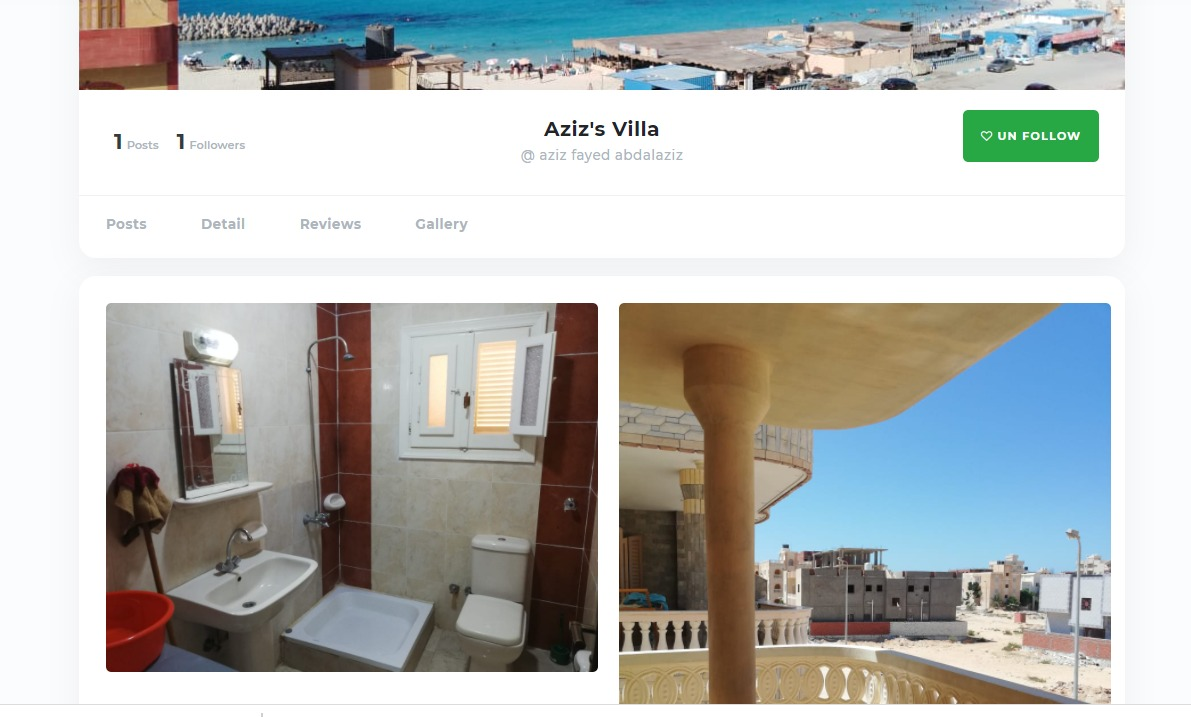 Aziz's Villa
@ aziz fayed abdalaziz
1 Posts 1 Followers
UN FOLLOW
Posts Detail Reviews Gallery